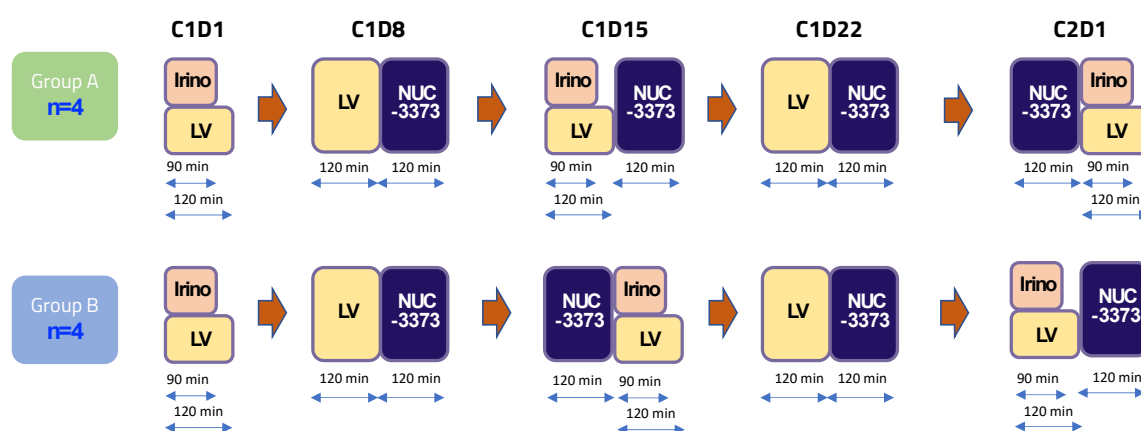 C1D1 C1D8 C1D15 C1D22 C2D1
Group A
n=4
Irino
LV
90 min
120 min
LV
NUC
-3373
120 min 120 min
Irino
LV
NUC
-3373
90 min 120 min
120 min
LV
NUC
-3373
120 min 120 min
NUC
-3373
Irino
LV
120 min 90 min
120 min
Group B
n=4
Irino
LV
90 min
120 min
LV
NUC
-3373
120 min 120 min
NUC
-3373
Irino
LV
120 min 90 min
120 min
LV
NUC
-3373
120 min 120 min
Irino
LV
NUC
-3373
90 min 120 min
120 min